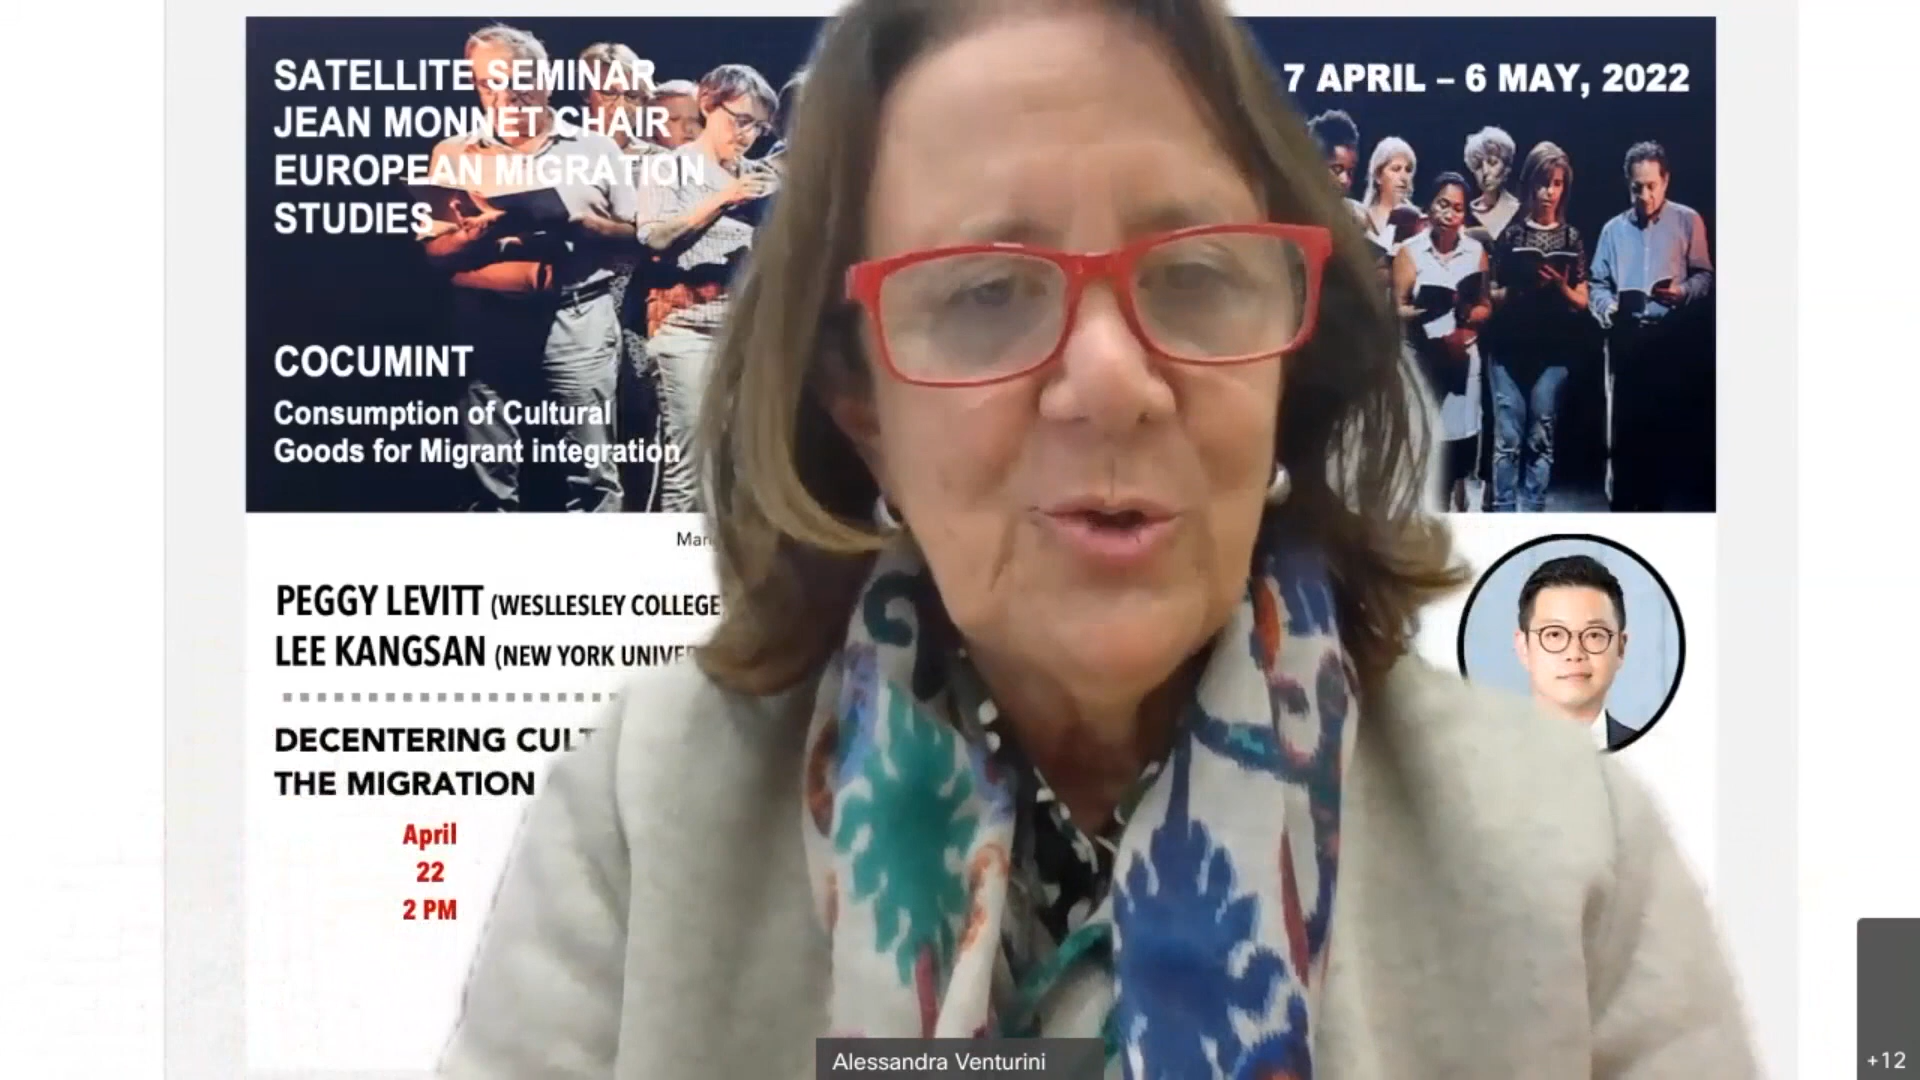 SATELLITE SEMINAR
JEAN MONNET CHAIR
EUROPEAN MIGRATION
STUDIES
7 APRIL – 6 MAY, 2022
COCUMINT
Consumption of Cultural
Goods for Migrant integration
PEGGY LEVITT (WESLLESLEY COLLEGE
LEE KANGSAN (NEW YORK
DECENTERING
THE MIGRATION
April
22
2 PM
Alessandra Venturini
+12